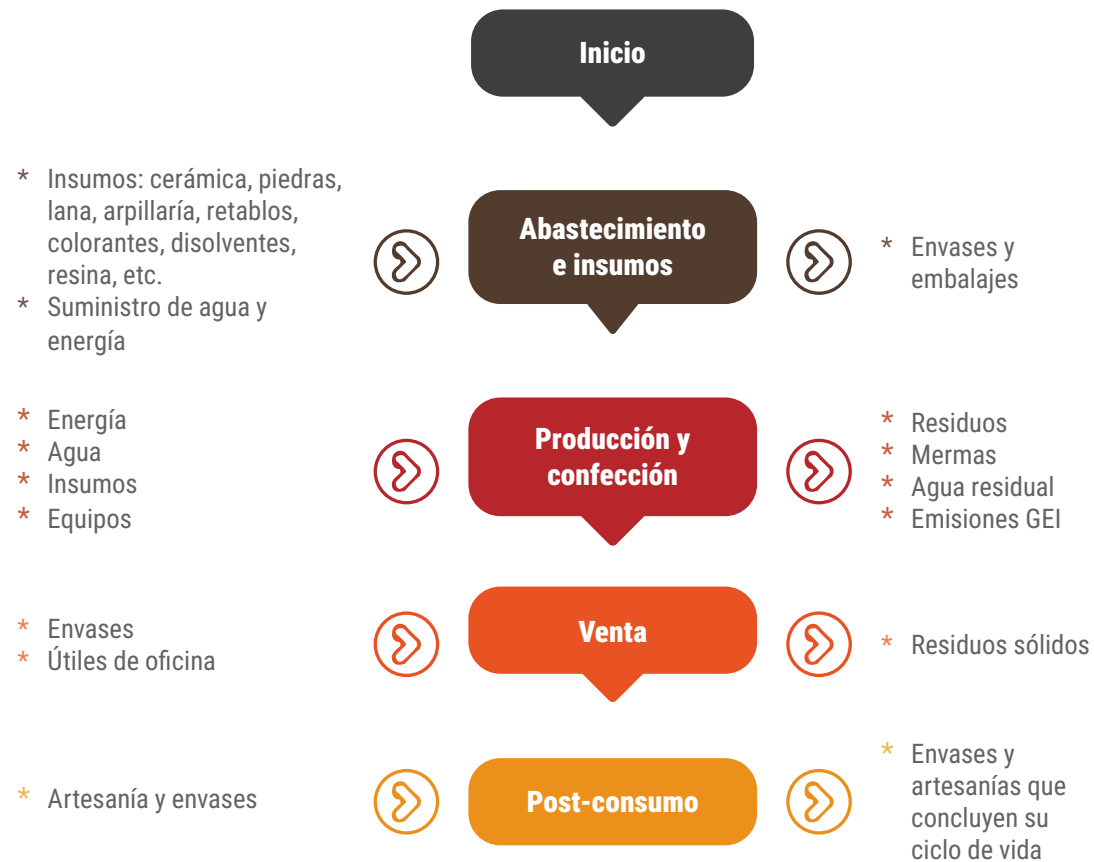 Inicio
* Insumos: cerámica, piedras,
lana, arpillaría, retablos,
colorantes, disolventes,
resina, etc.
* Suministro de agua y
energía
Abastecimiento
e insumos
* Envases y
embalajes
* Energía
* Agua
* Insumos
* Equipos
Producción y
confección
* Residuos
* Mermas
* Agua residual
* Emisiones GEI
* Envases
* Útiles de oficina
Venta
* Residuos sólidos
* Artesanía y envases
Post-consumo
* Envases y
artesanías que
concluyen su
ciclo de vida